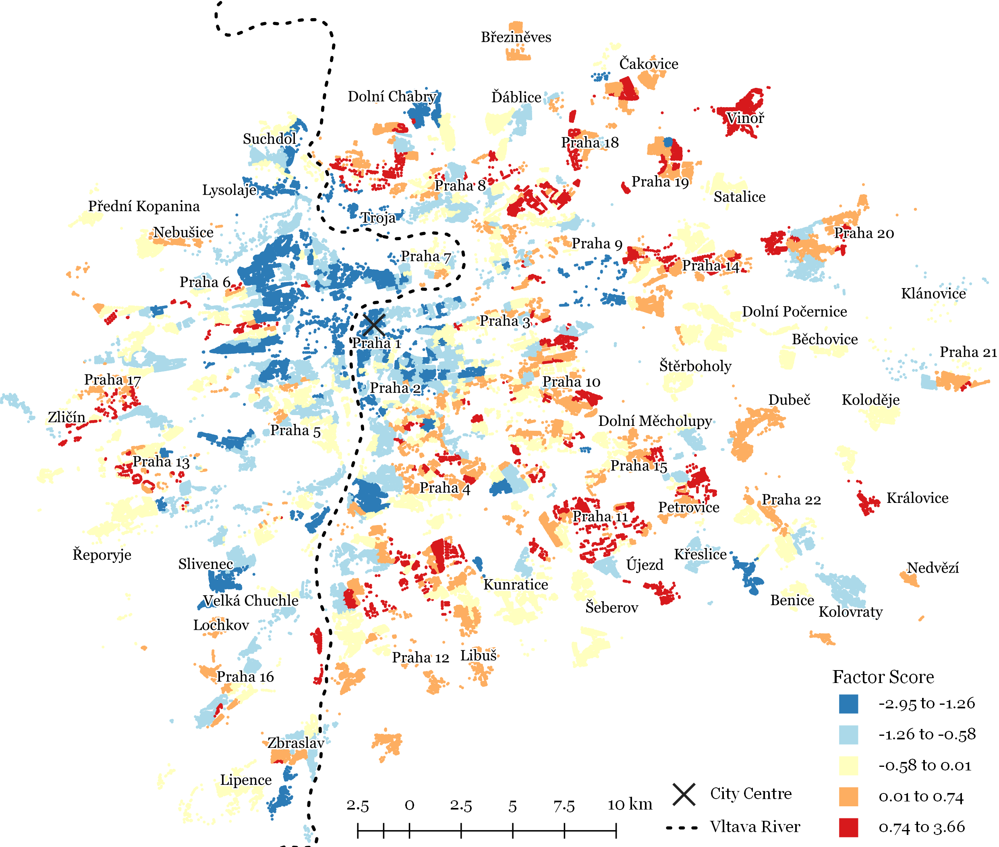 Březiněves
Čakovice
Dolní Chabry
Ďáblice
Vinoř
Suchdol
Praha 18
Praha 19
Lysolaje
Praha 8
Satalice
Přední Kopanina
Troja
Nebušice
Praha 20
Praha 9
Praha 7
Praha 14
Praha 6
Klánovice
Dolní Počernice
Praha 3
Praha 1
Běchovice
Praha 21
Štěrboholy
Praha 17
Praha 10
Praha 2
Dubeč
Koloděje
Zličín
Dolní Měcholupy
Praha 5
Praha 13
Praha 15
Praha 4
Královice
Praha 22
Petrovice
Praha 11
Řeporyje
Křeslice
Slivenec
Újezd
Nedvězí
Kunratice
Velká Chuchle
Benice
Šeberov
Kolovraty
Lochkov
Praha 12
Libuš
Praha 16
Zbraslav
Lipence
Factor Score
-2.95 to -1.26
-1.26 to -0.58
-0.58 to 0.01
0.01 to 0.74
0.74 to 3.66
City Centre
Vltava River
2.5 0 2.5 5 7.5 10 km